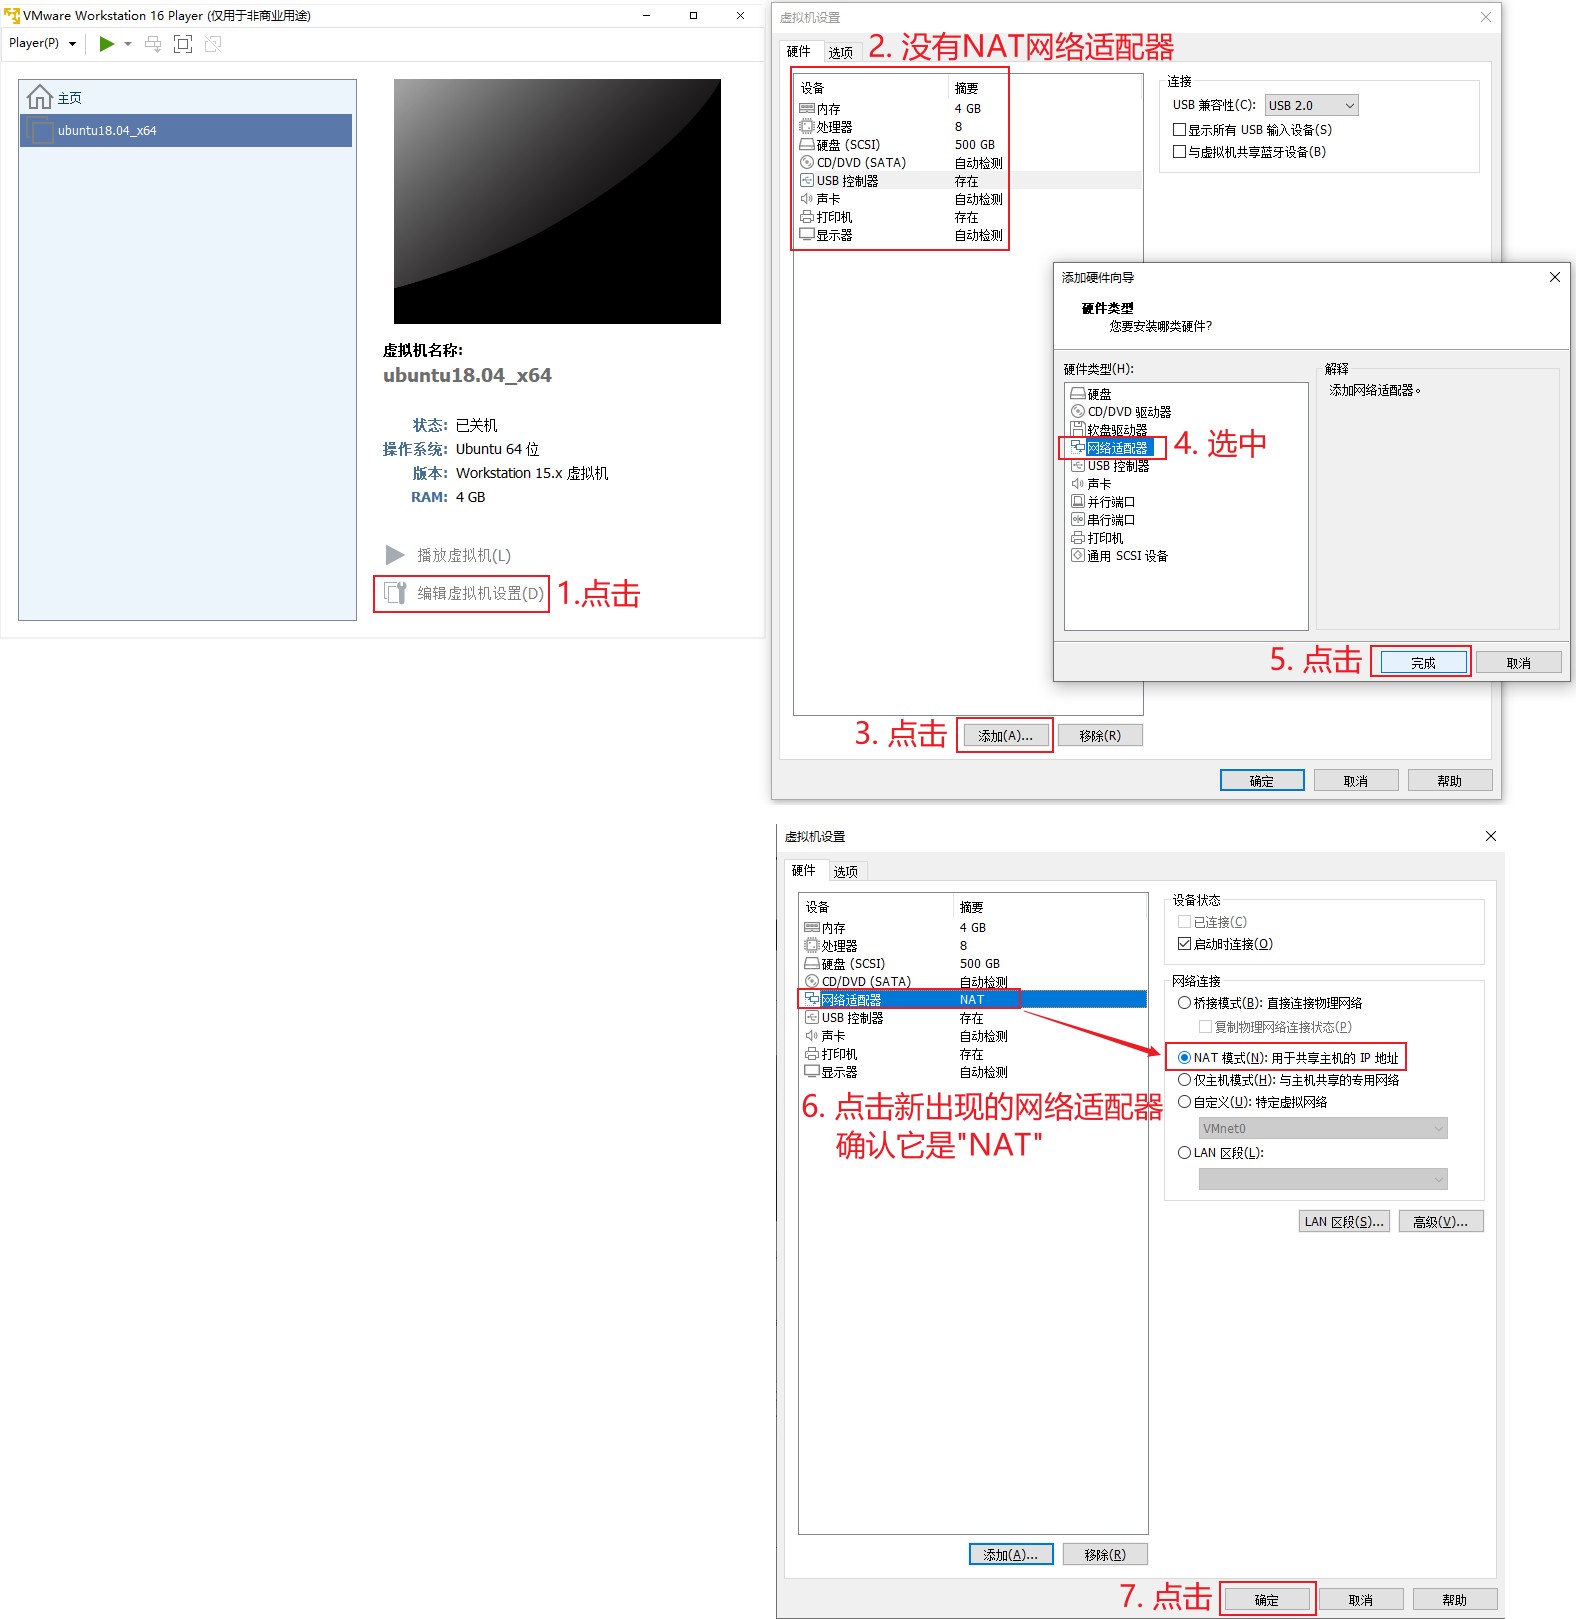 VMware Workstation 16 Player (仅用于非商业用途)
Player(P)
主页
ubuntu18.04_x64
虚拟机名称:
ubuntu18.04_x64
状态: 已关机
操作系统: Ubuntu 64 位
版本: Workstation 15.x 虚拟机
RAM: 4 GB
播放虚拟机(L)
编辑虚拟机设置(D)
1.点击
虚拟机设置
硬件 选项
2. 没有NAT网络适配器
设备 摘要
内存 4 GB
处理器 8
硬盘 (SCSI) 500 GB
CD/DVD (SATA) 自动检测
USB 控制器 存在
声卡 自动检测
打印机 存在
显示器 自动检测
连接
USB 兼容性(C): USB 2.0
显示所有 USB 输入设备(S)
与虚拟机共享蓝牙设备(B)
添加硬件向导
硬件类型
您要安装哪类硬件?
硬件类型(H):
硬盘
CD/DVD 驱动器
软盘驱动器
网络适配器
USB 控制器
声卡
并行端口
串行端口
打印机
通用 SCSI 设备
4. 选中
解释
添加网络适配器。
5. 点击
完成 取消
3. 点击
添加(A)... 移除(R)
确定 取消 帮助
虚拟机设置
硬件 选项
设备 摘要
内存 4 GB
处理器 8
硬盘 (SCSI) 500 GB
CD/DVD (SATA) 自动检测
网络适配器 NAT
USB 控制器 存在
声卡 自动检测
打印机 存在
显示器 自动检测
6. 点击新出现的网络适配器
确认它是"NAT"
设备状态
已连接(C)
启动时连接(O)
网络连接
桥接模式(B): 直接连接物理网络
复制物理网络连接状态(P)
NAT 模式(N): 用于共享主机的 IP 地址
仅主机模式(H): 与主机共享的专用网络
自定义(U): 特定虚拟网络
VMnet0
LAN 区段(L):
LAN 区段(S)... 高级(V)...
添加(A)... 移除(R)
7. 点击
确定 取消 帮助